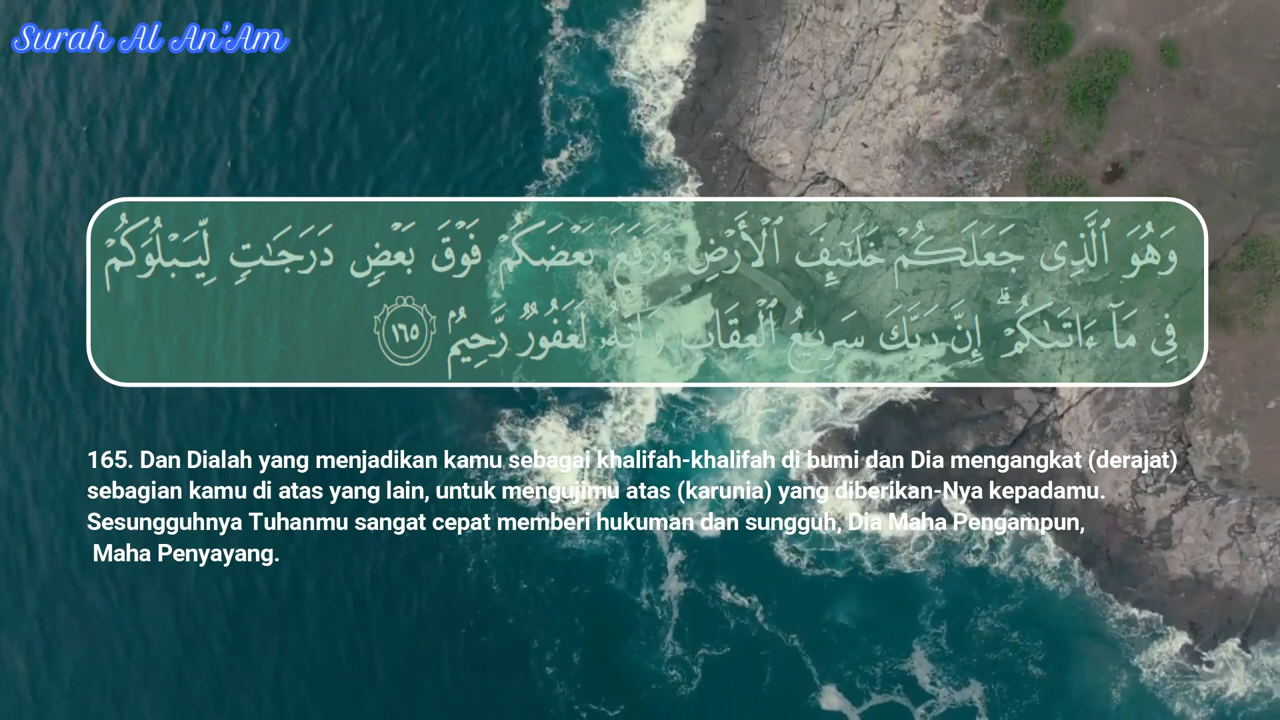 Surah Al An'Am
وَهُوَ ٱلَّذِى جَعَلَكُمْ خَلَـٰٓئِفَ ٱلْأَرْضِ وَرَفَعَ بَعْضَكُمْ فَوْقَ بَعْضٍ دَرَجَـٰتٍ لِّيَبْلُوَكُمْ
فِى مَآ ءَاتَىٰكُمْ ۗ إِنَّ رَبَّكَ سَرِيعُ ٱلْعِقَابِ وَإِنَّهُۥ لَغَفُورٌ رَّحِيمٌۢ ١٦٥
165. Dan Dialah yang menjadikan kamu sebagai khalifah-khalifah di bumi dan Dia mengangkat (derajat)
sebagian kamu di atas yang lain, untuk mengujimu atas (karunia) yang diberikan-Nya kepadamu.
Sesungguhnya Tuhanmu sangat cepat memberi hukuman dan sungguh, Dia Maha Pengampun,
Maha Penyayang.